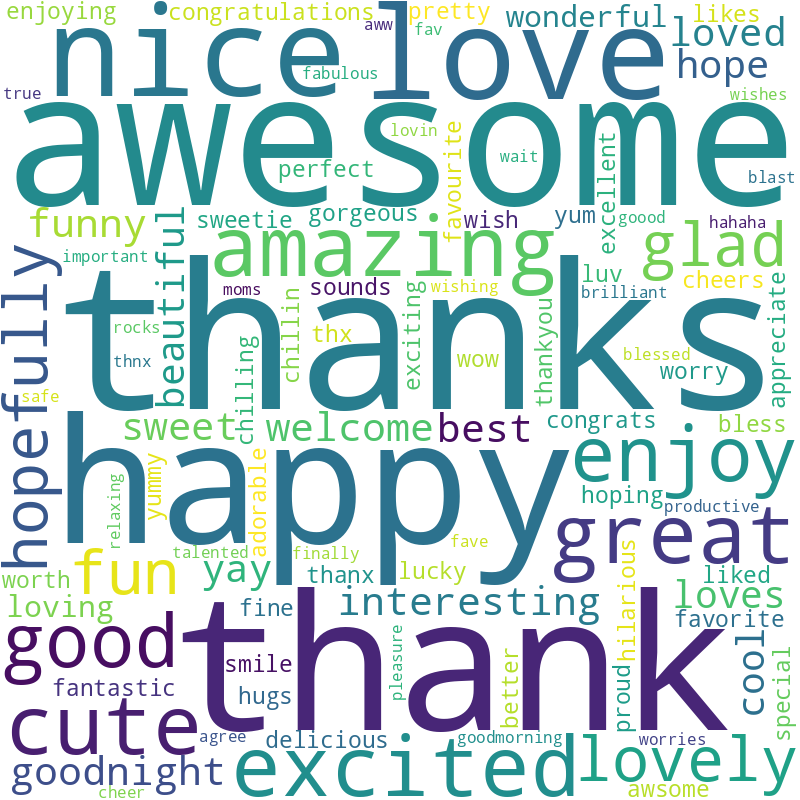 enjoying congratulations aww pretty wonderful likes
nice love fav loved
fabulous hope
true awesome wishes
lovin
perfect wait excellent blast
favourite
funny sweetie gorgeous wish yum goood hahaha
beautiful amazing glad
important luv cheers
hopefully moms sounds wishing brilliant appreciate
chillin exciting thankyou
thanks
rocks thx
thnx wow blessed
worry
safe chilling
sweet welcome best congrats bless
happy enjoy
yummy adorable hoping
relaxing productive
great
talented finally fave
worth fun yay thanx lucky liked
loving fine interesting hilarious loves
good thank favorite
smile pleasure better proud cool special
fantastic hugs
cute agree delicious goodmorning worries
goodnight excited lovely
cheer awsome